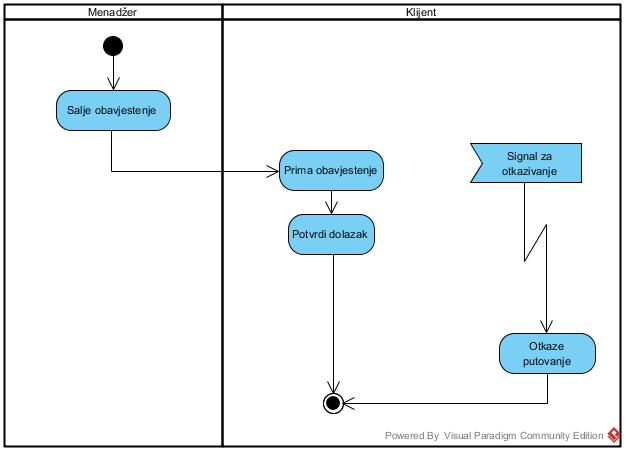 Menadžer
Klijent
Salje obavjestenje
Prima obavjestenje
Signal za
otkazivanje
Potvrdi dolazak
Otkaze
putovanje
Powered By Visual Paradigm Community Edition